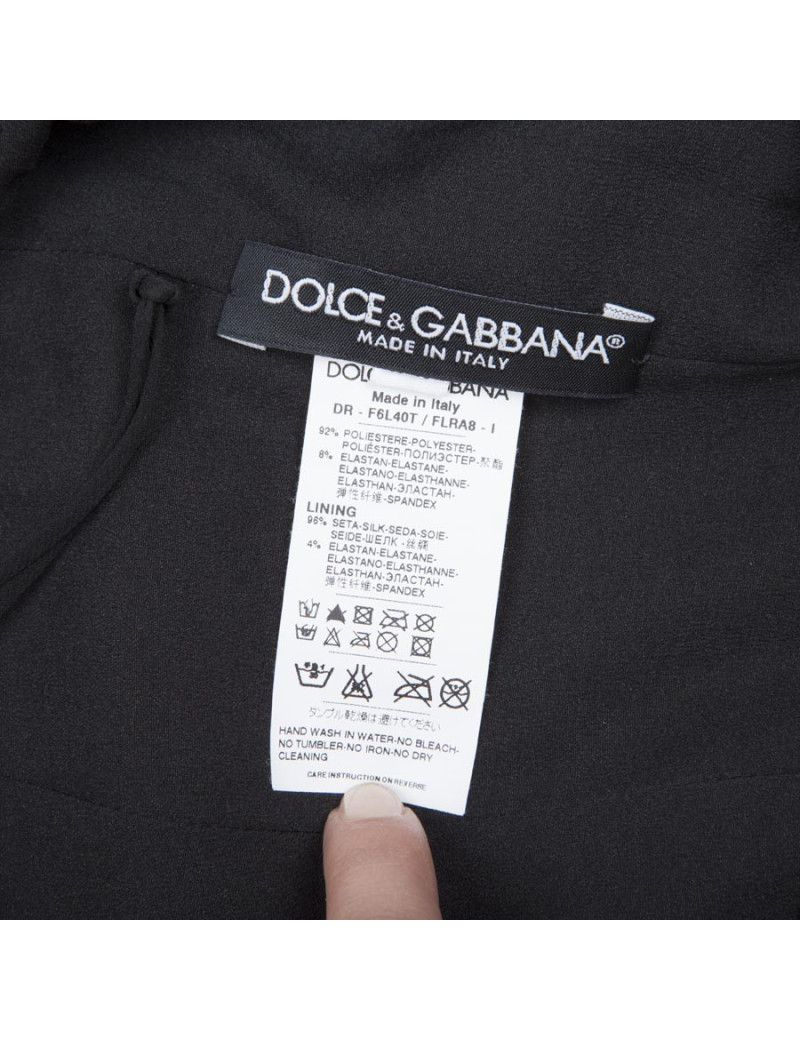 DOLCE & GABBANA®
MADE IN ITALY
DOL BANA
Made in Italy
DR - F6L40T / FLRA8 - I
92% POLIESTERE-POLYESTER-
POLIÉSTER-ПОЛИЭСТЕР-聚酯
8% ELASTAN-ELASTANE-
ELASTANO-ELASTHANNE-
ELASTHAN-ЭЛАСТАН-
弹性纤维-SPANDEX
LINING
96% SETA-SILK-SEDA-SOIE-
SEIDE-ШЕЛК-丝
4% ELASTAN-ELASTANE-
ELASTANO-ELASTHANNE-
ELASTHAN-ЭЛАСТАН-
弹性纤维-SPANDEX
タンブル乾燥は避けてください
HAND WASH IN WATER-NO BLEACH-
NO TUMBLER-NO IRON-NO DRY
CLEANING
CARE INSTRUCTION ON REVERSE